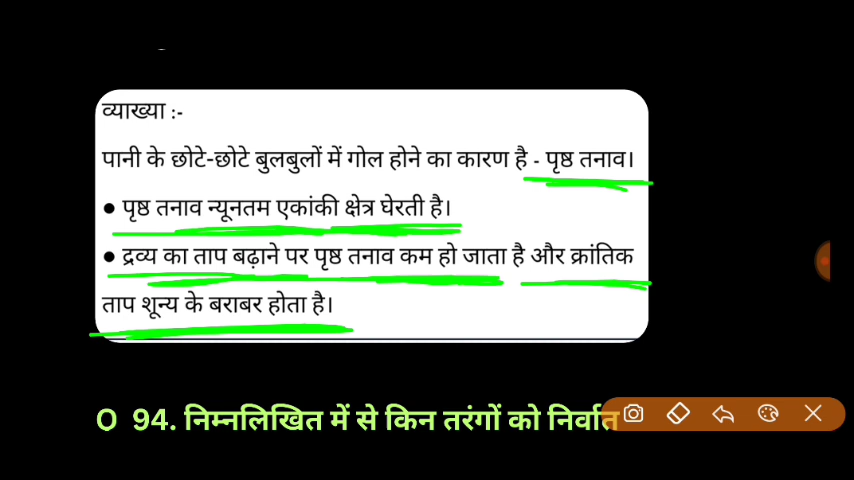 व्याख्या :-
पानी के छोटे-छोटे बुलबुलों में गोल होने का कारण है - पृष्ठ तनाव।
● पृष्ठ तनाव न्यूनतम एकांकी क्षेत्र घेरती है।
● द्रव्य का ताप बढ़ाने पर पृष्ठ तनाव कम हो जाता है और क्रांतिक
ताप शून्य के बराबर होता है।
O 94. निम्नलिखित में से किन तरंगों को निर्वात